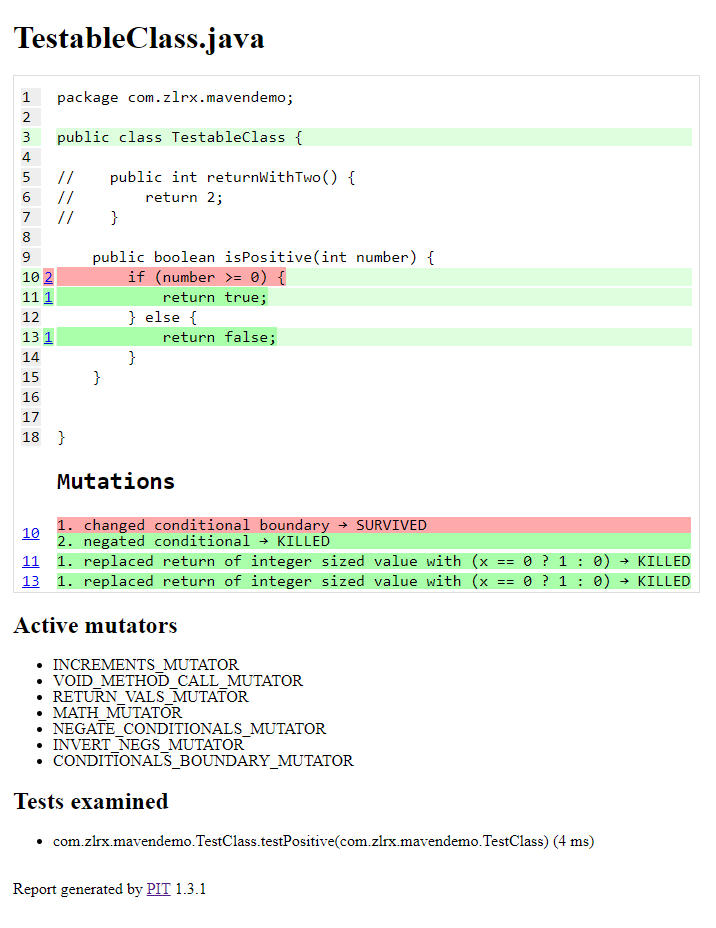 TestableClass.java
1 package com.zlrx.mavendemo;
2
3 public class TestableClass {
4
5 //    public int returnWithTwo() {
6 //        return 2;
7 //    }
8
9     public boolean isPositive(int number) {
10 2         if (number >= 0) {
11 1             return true;
12         } else {
13 1             return false;
14         }
15     }
16
17
18 }
Mutations
10 1. changed conditional boundary → SURVIVED
2. negated conditional → KILLED
11 1. replaced return of integer sized value with (x == 0 ? 1 : 0) → KILLED
13 1. replaced return of integer sized value with (x == 0 ? 1 : 0) → KILLED
Active mutators
• INCREMENTS_MUTATOR
• VOID_METHOD_CALL_MUTATOR
• RETURN_VALS_MUTATOR
• MATH_MUTATOR
• NEGATE_CONDITIONALS_MUTATOR
• INVERT_NEGS_MUTATOR
• CONDITIONALS_BOUNDARY_MUTATOR
Tests examined
• com.zlrx.mavendemo.TestClass.testPositive(com.zlrx.mavendemo.TestClass) (4 ms)
Report generated by PIT 1.3.1